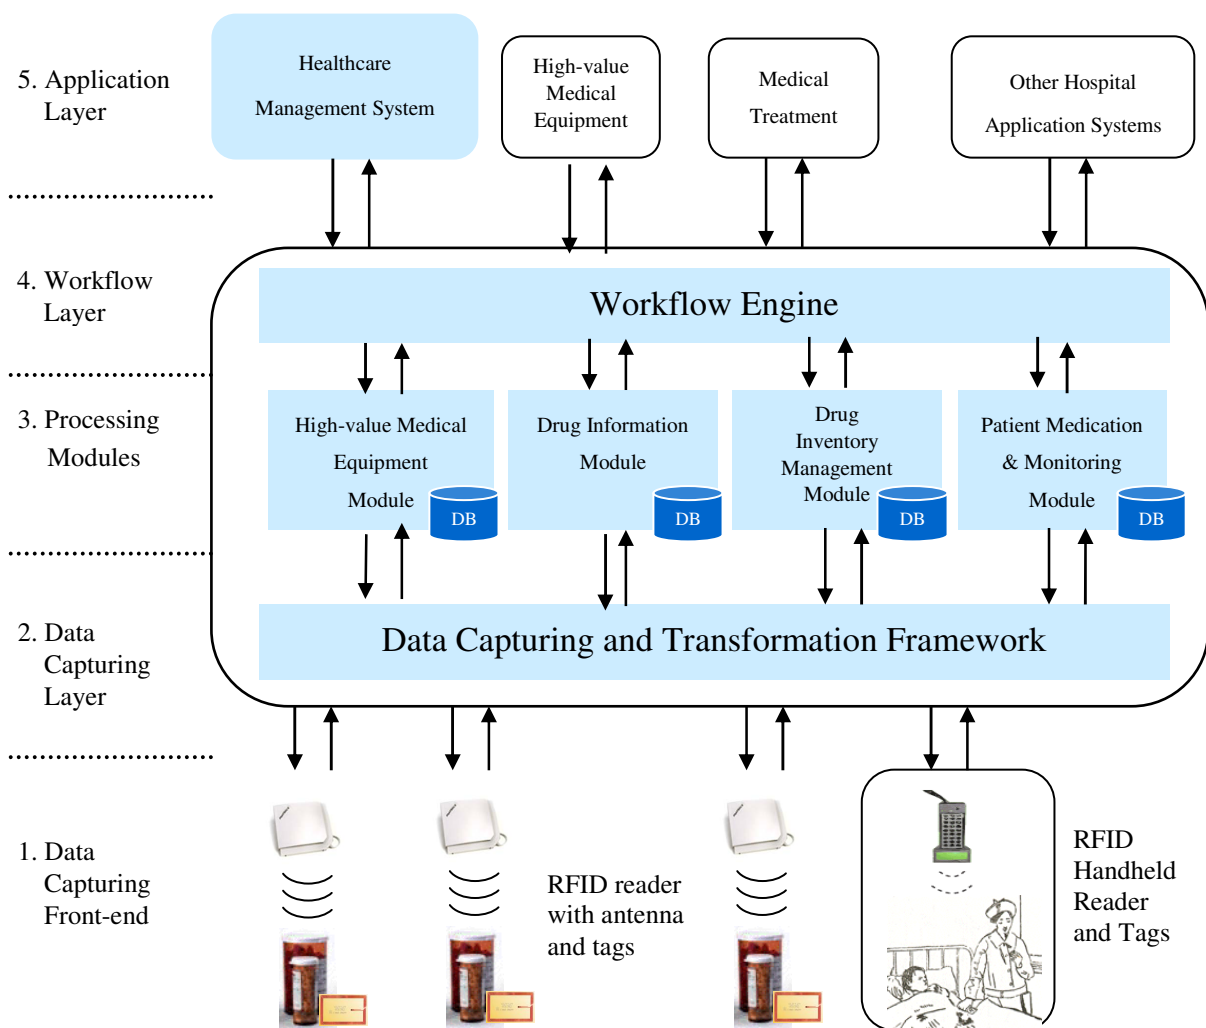 5. Application
Layer
Healthcare
Management System
High-value
Medical
Equipment
Medical
Treatment
Other Hospital
Application Systems
4. Workflow
Layer
Workflow Engine
3. Processing
Modules
High-value Medical
Equipment
Module
DB
Drug Information
Module
DB
Drug
Inventory
Management
Module
DB
Patient Medication
& Monitoring
Module
DB
2. Data
Capturing
Layer
Data Capturing and Transformation Framework
1. Data
Capturing
Front-end
RFID reader
with antenna
and tags
RFID
Handheld
Reader
and Tags